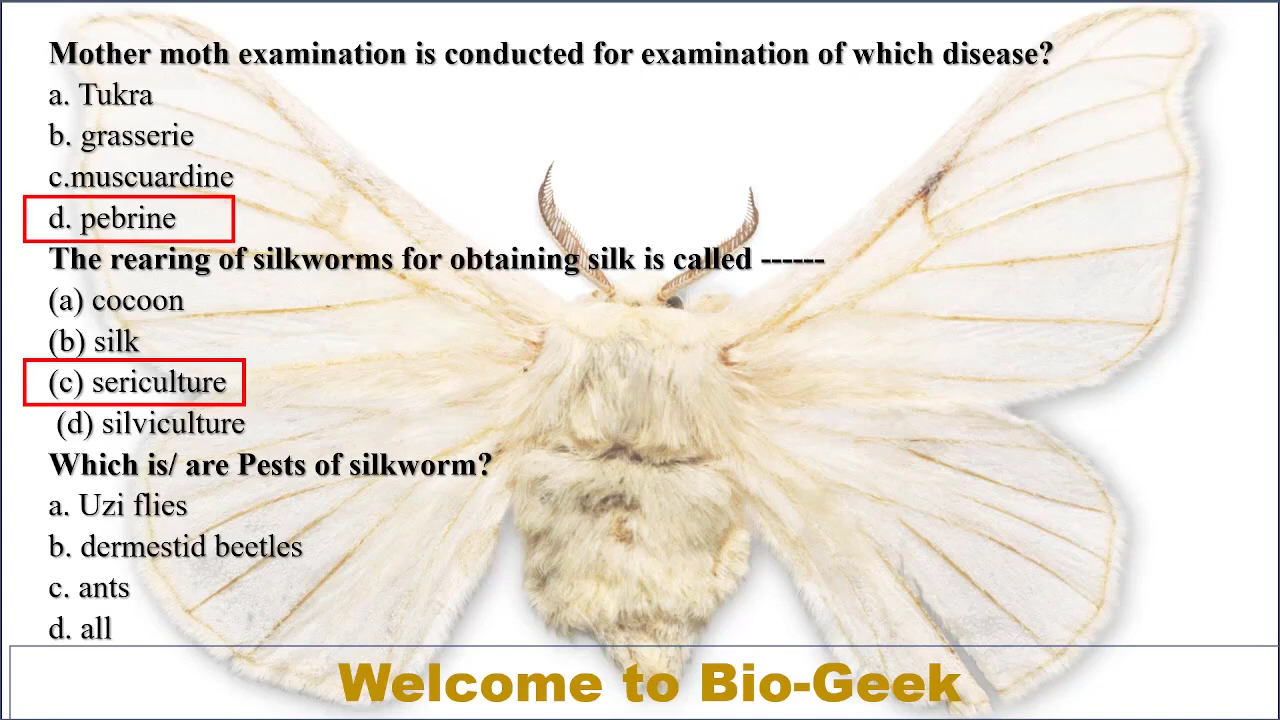 Mother moth examination is conducted for examination of which disease?
a. Tukra
b. grasserie
c.muscuardine
d. pebrine
The rearing of silkworms for obtaining silk is called ------
(a) cocoon
(b) silk
(c) sericulture
(d) silviculture
Which is/ are Pests of silkworm?
a. Uzi flies
b. dermestid beetles
c. ants
d. all
Welcome to Bio-Geek